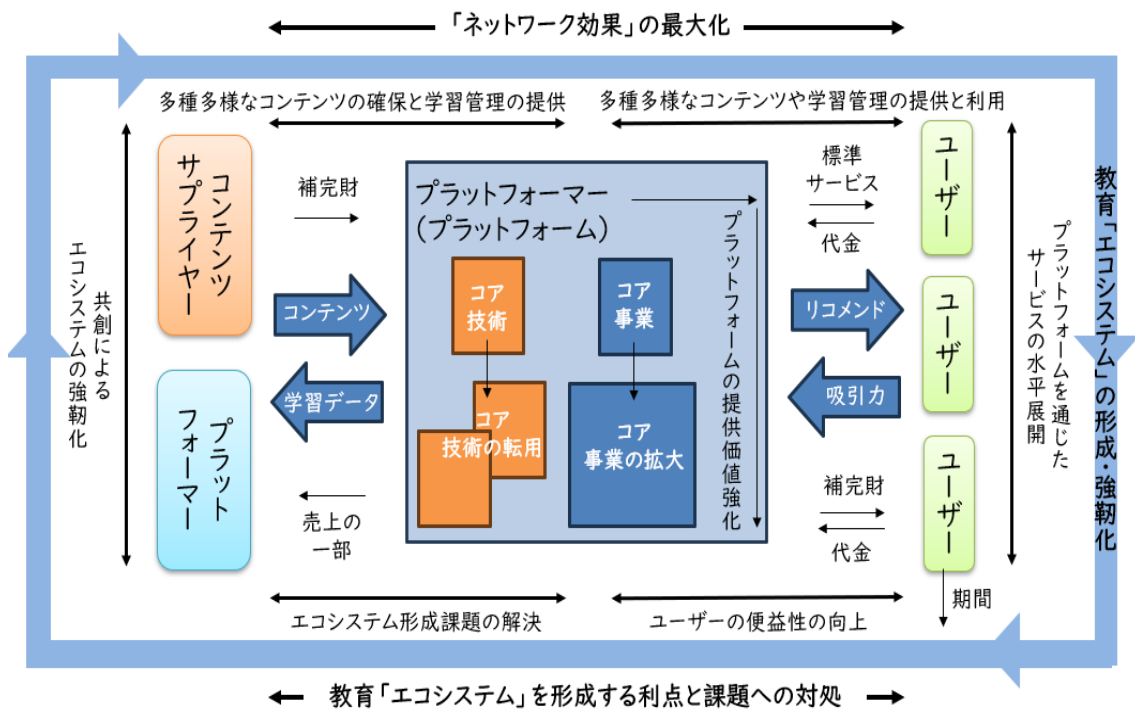 「ネットワーク効果」の最大化
多種多様なコンテンツの確保と学習管理の提供
多種多様なコンテンツや学習管理の提供と利用
共創による
エコシステムの強靭化
コンテンツ
サプライヤー
プラット
フォーマー
補完財
コンテンツ
学習データ
売上の
一部
プラットフォーマー
(プラットフォーム)
コア
技術
コア
事業
コア
技術の転用
コア
事業の拡大
プラットフォームの提供価値強化
標準
サービス
代金
リコメンド
吸引力
補完財
代金
ユーザー
ユーザー
ユーザー
期間
プラットフォームを通じた
サービスの水平展開
教育「エコシステム」の形成・強靭化
エコシステム形成課題の解決
ユーザーの便益性の向上
教育「エコシステム」を形成する利点と課題への対処